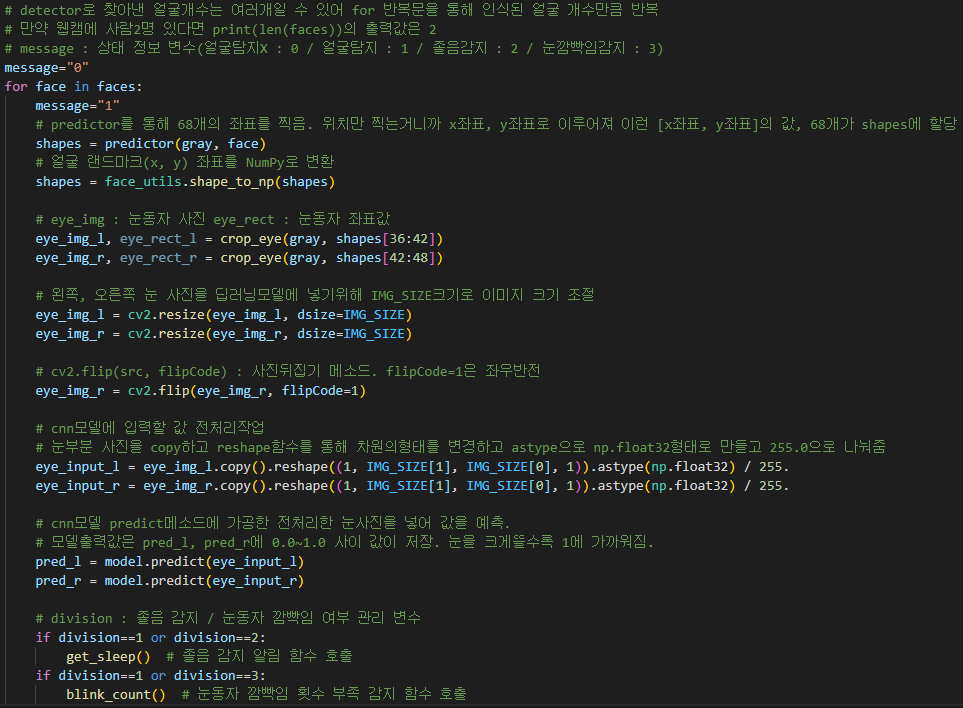 # detector로 찾아낸 얼굴개수는 여러개일 수 있어 for 반복문을 통해 인식된 얼굴 개수만큼 반복
# 만약 웹캠에 사람2명 있다면 print(len(faces))의 출력값은 2
# message : 상태 정보 변수(얼굴탐지X : 0 / 얼굴탐지 : 1 / 졸음감지 : 2 / 눈깜빡임감지 : 3)
message="0"
for face in faces:
    message="1"
    # predictor를 통해 68개의 좌표를 찍음. 위치만 찍는거니까 x좌표, y좌표로 이루어져 이런 [x좌표, y좌표]의 값, 68개가 shapes에 할당
    shapes = predictor(gray, face)
    # 얼굴 랜드마크(x, y) 좌표를 NumPy로 변환
    shapes = face_utils.shape_to_np(shapes)

    # eye_img : 눈동자 사진 eye_rect : 눈동자 좌표값
    eye_img_l, eye_rect_l = crop_eye(gray, shapes[36:42])
    eye_img_r, eye_rect_r = crop_eye(gray, shapes[42:48])

    # 왼쪽, 오른쪽 눈 사진을 딥러닝모델에 넣기위해 IMG_SIZE크기로 이미지 크기 조절
    eye_img_l = cv2.resize(eye_img_l, dsize=IMG_SIZE)
    eye_img_r = cv2.resize(eye_img_r, dsize=IMG_SIZE)

    # cv2.flip(src, flipCode) : 사진뒤집기 메소드. flipCode=1은 좌우반전
    eye_img_r = cv2.flip(eye_img_r, flipCode=1)

    # cnn모델에 입력할 값 전처리작업
    # 눈부분 사진을 copy하고 reshape함수를 통해 차원의형태를 변경하고 astype으로 np.float32형태로 만들고 255.0으로 나눠줌
    eye_input_l = eye_img_l.copy().reshape((1, IMG_SIZE[1], IMG_SIZE[0], 1)).astype(np.float32) / 255.
    eye_input_r = eye_img_r.copy().reshape((1, IMG_SIZE[1], IMG_SIZE[0], 1)).astype(np.float32) / 255.

    # cnn모델 predict메소드에 가공한 전처리한 눈사진을 넣어 값을 예측.
    # 모델출력값은 pred_l, pred_r에 0.0~1.0 사이 값이 저장. 눈을 크게뜰수록 1에 가까워짐.
    pred_l = model.predict(eye_input_l)
    pred_r = model.predict(eye_input_r)

    # division : 졸음 감지 / 눈동자 깜빡임 여부 관리 변수
    if division==1 or division==2:
        get_sleep()  # 졸음 감지 알림 함수 호출
    if division==1 or division==3:
        blink_count()  # 눈동자 깜빡임 횟수 부족 감지 함수 호출